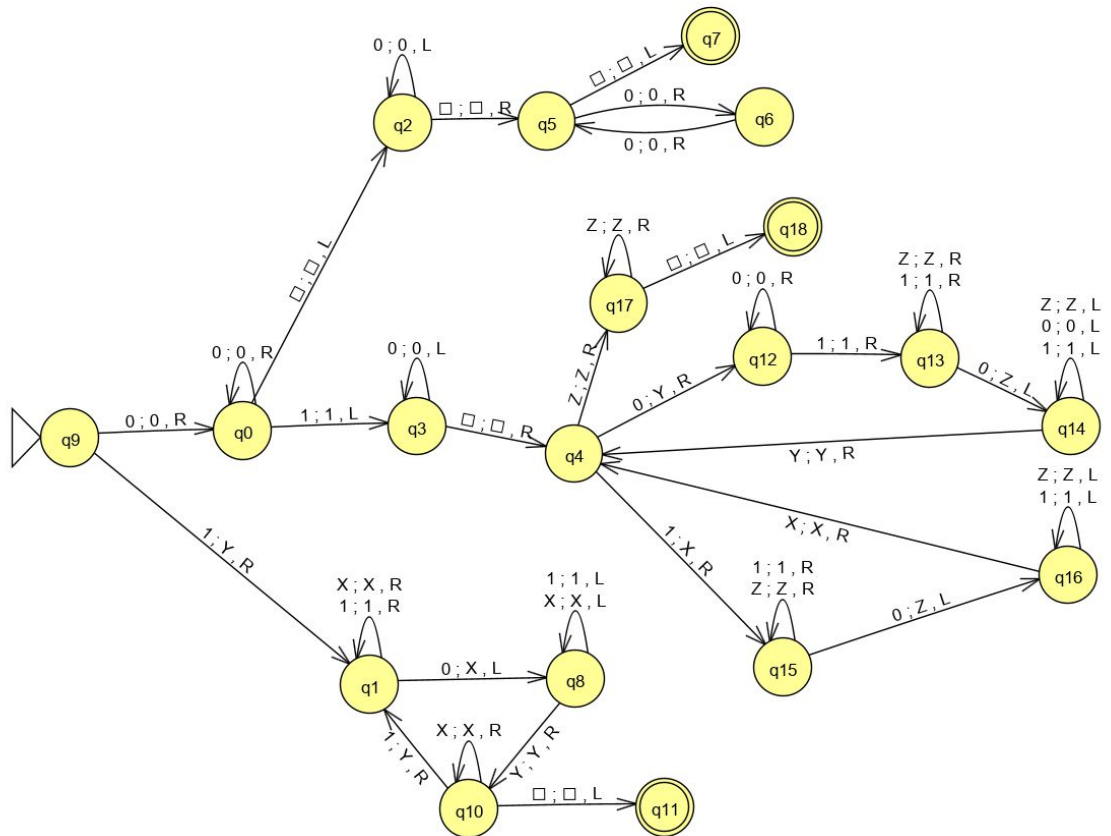 q7
0 ; 0 , L
□ ; □ , L
q2
□ ; □ , R
q5
0 ; 0 , R
q6
0 ; 0 , R
□ ; □ , L
Z ; Z , R
□ ; □ , L
q18
q17
0 ; 0 , R
Z ; Z , R
1 ; 1 , R
Z ; Z , L
0 ; 0 , L
1 ; 1 , L
0 ; 0 , R
0 ; 0 , L
Z ; Z , R
0 ; Y , R
q12
1 ; 1 , R
q13
0 ; Z , L
q14
q9
0 ; 0 , R
q0
1 ; 1 , L
q3
□ ; □ , R
q4
Y ; Y , R
Z ; Z , L
1 ; 1 , L
X ; X , R
1 ; Y , R
1 ; X , R
q16
1 ; 1 , R
Z ; Z , R
0 ; Z , L
q15
X ; X , R
1 ; 1 , R
1 ; 1 , L
X ; X , L
q1
0 ; X , L
q8
1 ; Y , R
X ; X , R
Y ; Y , R
q10
□ ; □ , L
q11